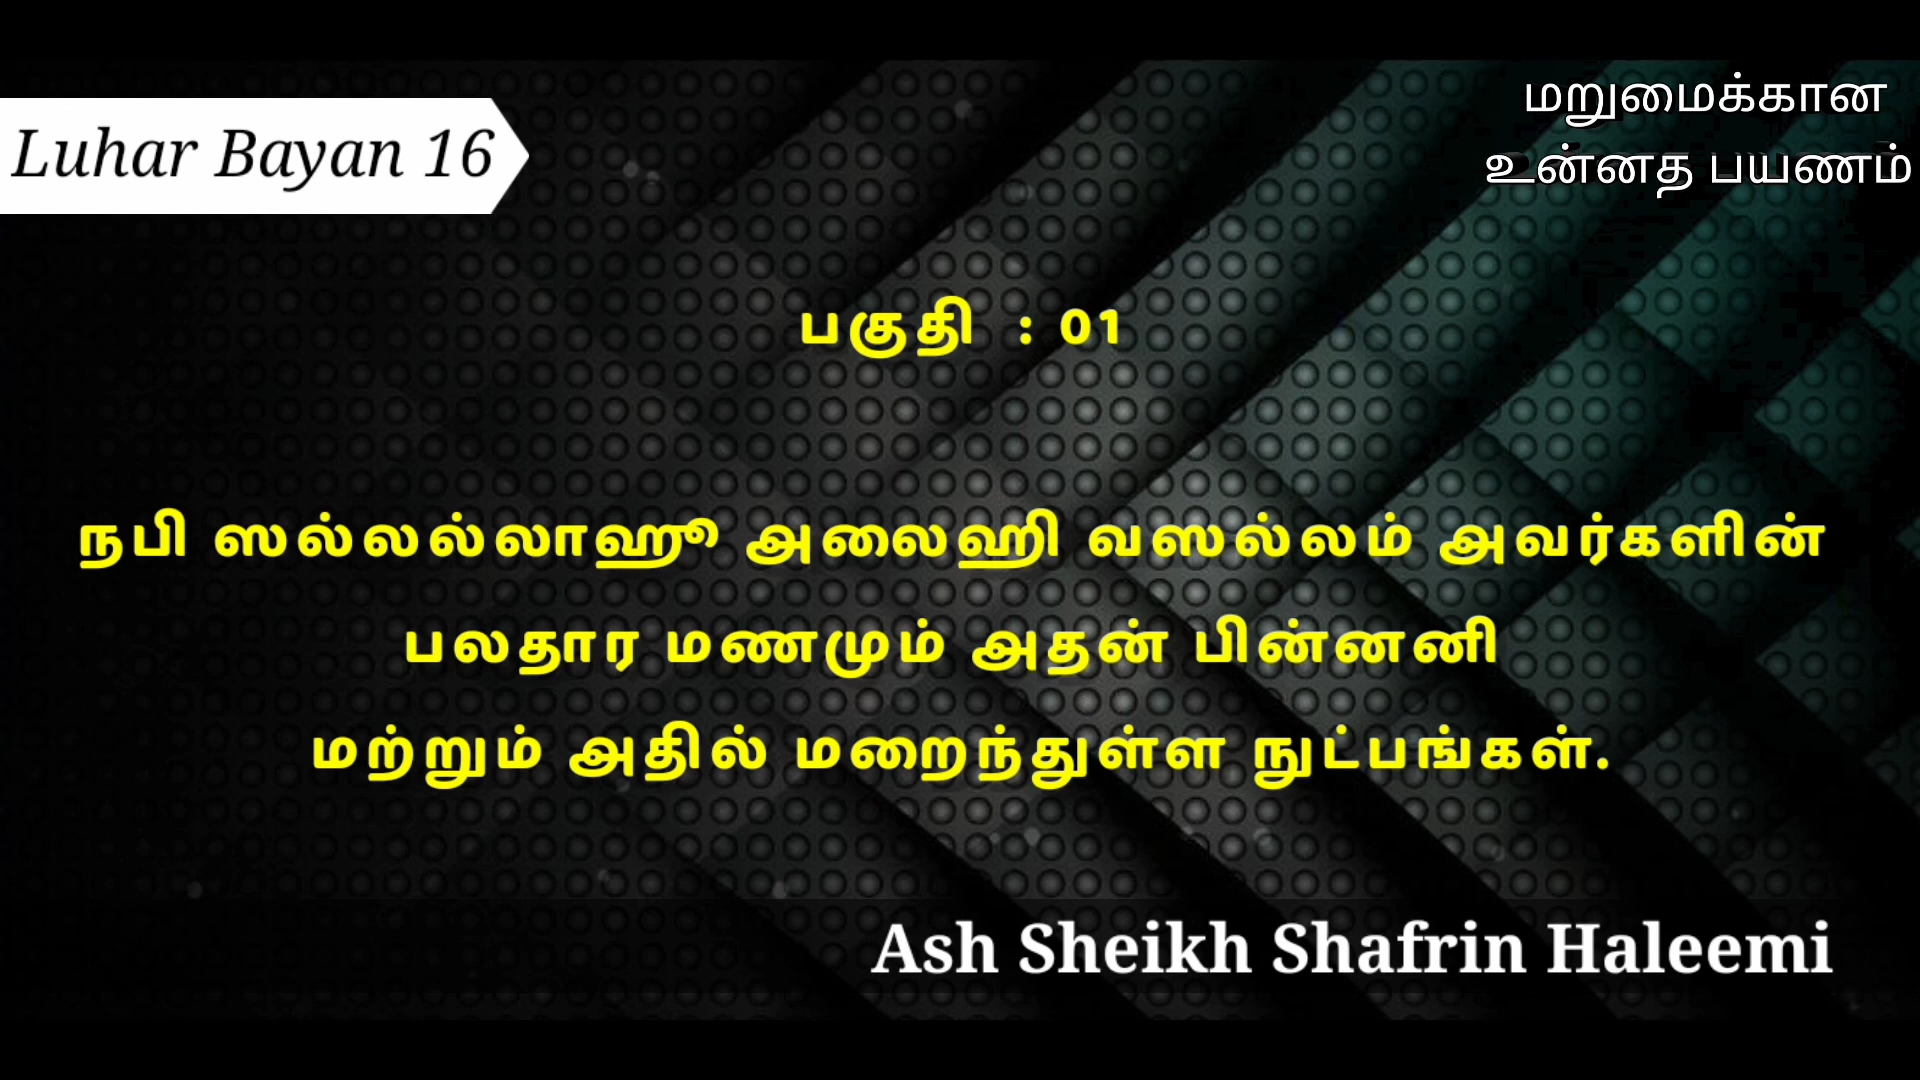 Luhar Bayan 16
மறுமைக்கான
உன்னத பயணம்
பகுதி : 01
நபி ஸல்லல்லாஹூ அலைஹி வஸல்லம் அவர்களின்
பலதார மணமும் அதன் பின்னனி
மற்றும் அதில் மறைந்துள்ள நுட்பங்கள்.
Ash Sheikh Shafrin Haleemi